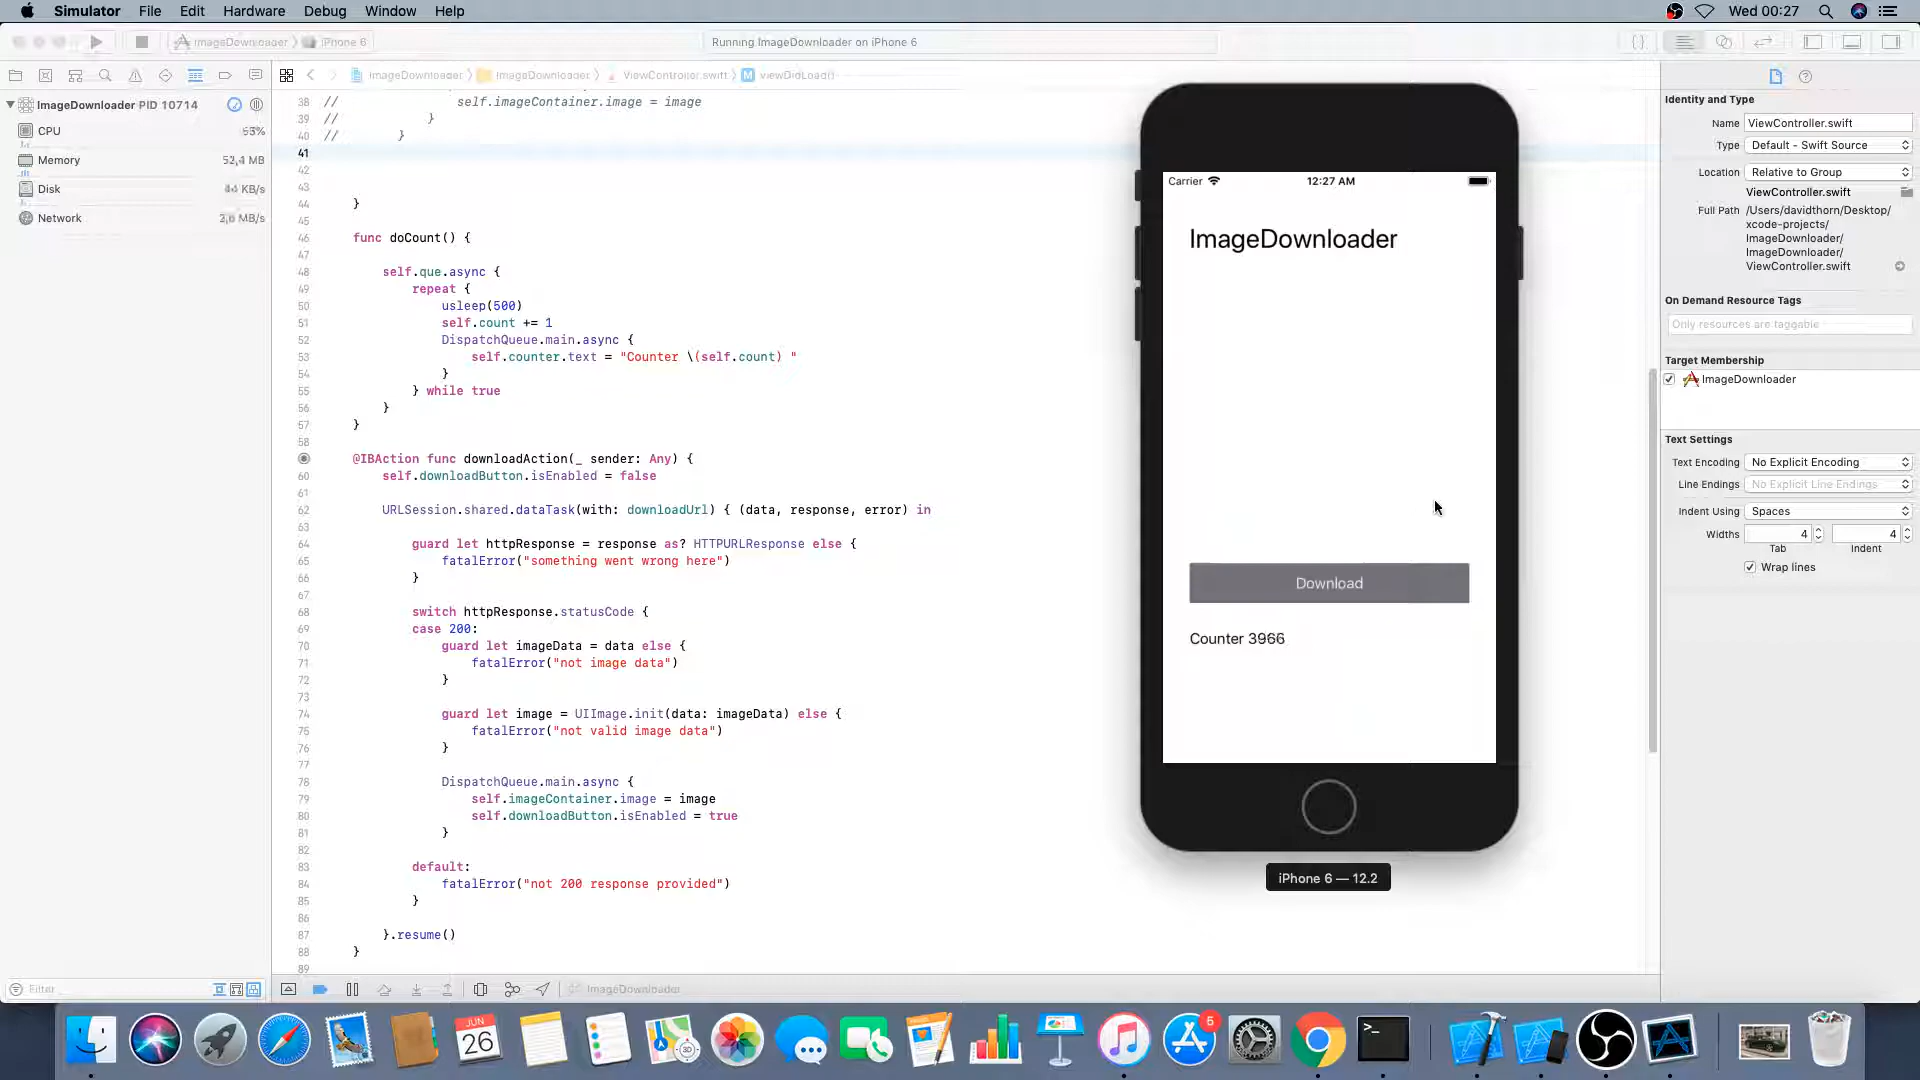 Simulator File Edit Hardware Debug Window Help Wed 00:27
ImageDownloader iPhone 6 Running ImageDownloader on iPhone 6
ImageDownloader ImageDownloader ViewController.swift M viewDidLoad()
ImageDownloader PID 10714
CPU
Memory 52,4 MB
Disk
Network
38 // self.imageContainer.image = image
39 // }
40 // }
41
42
43
44 }
45
46 func doCount() {
47
48 self.que.async {
49 repeat {
50 usleep(500)
51 self.count += 1
52 DispatchQueue.main.async {
53 self.counter.text = "Counter \(self.count) "
54 }
55 } while true
56 }
57 }
58
@IBAction func downloadAction(_ sender: Any) {
60 self.downloadButton.isEnabled = false
61
62 URLSession.shared.dataTask(with: downloadUrl) { (data, response, error) in
63
64 guard let httpResponse = response as? HTTPURLResponse else {
65 fatalError("something went wrong here")
66 }
67
68 switch httpResponse.statusCode {
69 case 200:
70 guard let imageData = data else {
71 fatalError("not image data")
72 }
73
74 guard let image = UIImage.init(data: imageData) else {
75 fatalError("not valid image data")
76 }
77
78 DispatchQueue.main.async {
79 self.imageContainer.image = image
80 self.downloadButton.isEnabled = true
81 }
82
83 default:
84 fatalError("not 200 response provided")
85 }
86
87 }.resume()
88 }
89
Filter
ImageDownloader
Carrier 12:27 AM
ImageDownloader
Download
Counter 3966
iPhone 6 — 12.2
Identity and Type
Name ViewController.swift
Type Default - Swift Source
Location Relative to Group
ViewController.swift
Full Path /Users/davidthorn/Desktop/
xcode-projects/
ImageDownloader/
ImageDownloader/
ViewController.swift
On Demand Resource Tags
Only resources are taggable
Target Membership
ImageDownloader
Text Settings
Text Encoding No Explicit Encoding
Line Endings No Explicit Line Endings
Indent Using Spaces
Widths 4 4
Tab Indent
Wrap lines
JUN
26
3D
5
>_